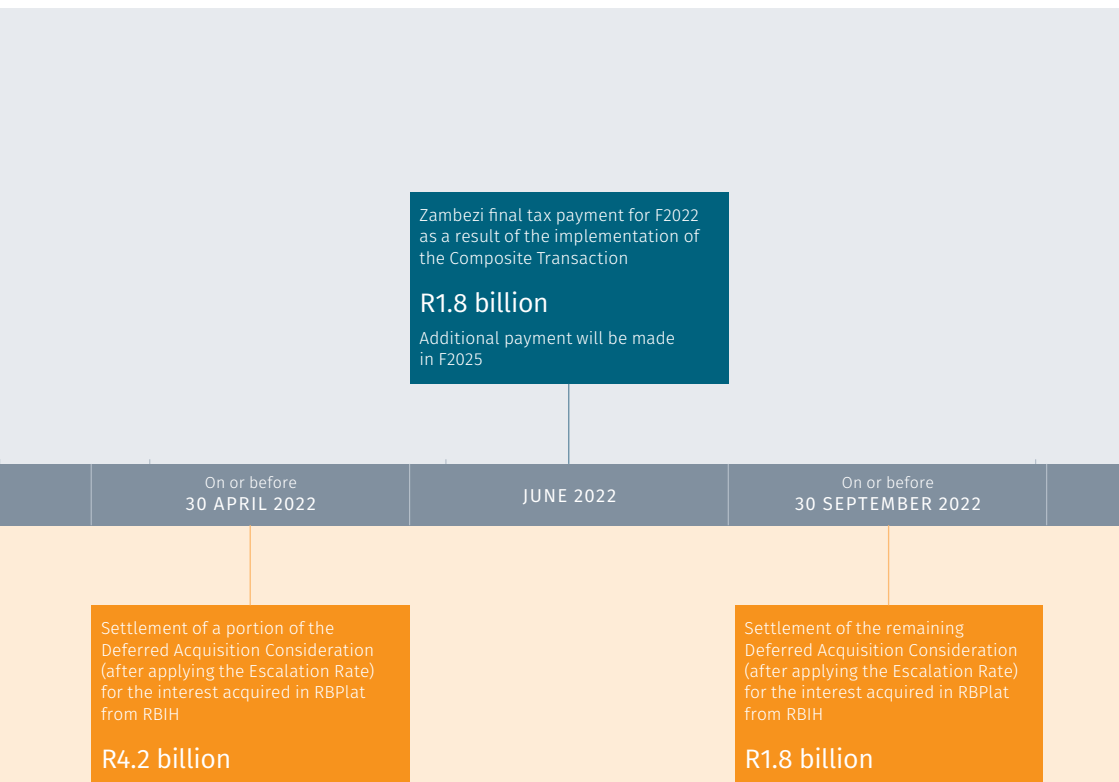 Zambezi final tax payment for F2022
as a result of the implementation of
the Composite Transaction
R1.8 billion
Additional payment will be made
in F2025
On or before
30 APRIL 2022
JUNE 2022
On or before
30 SEPTEMBER 2022
Settlement of a portion of the
Deferred Acquisition Consideration
(after applying the Escalation Rate)
for the interest acquired in RBPlat
from RBIH
R4.2 billion
Settlement of the remaining
Deferred Acquisition Consideration
(after applying the Escalation Rate)
for the interest acquired in RBPlat
from RBIH
R1.8 billion